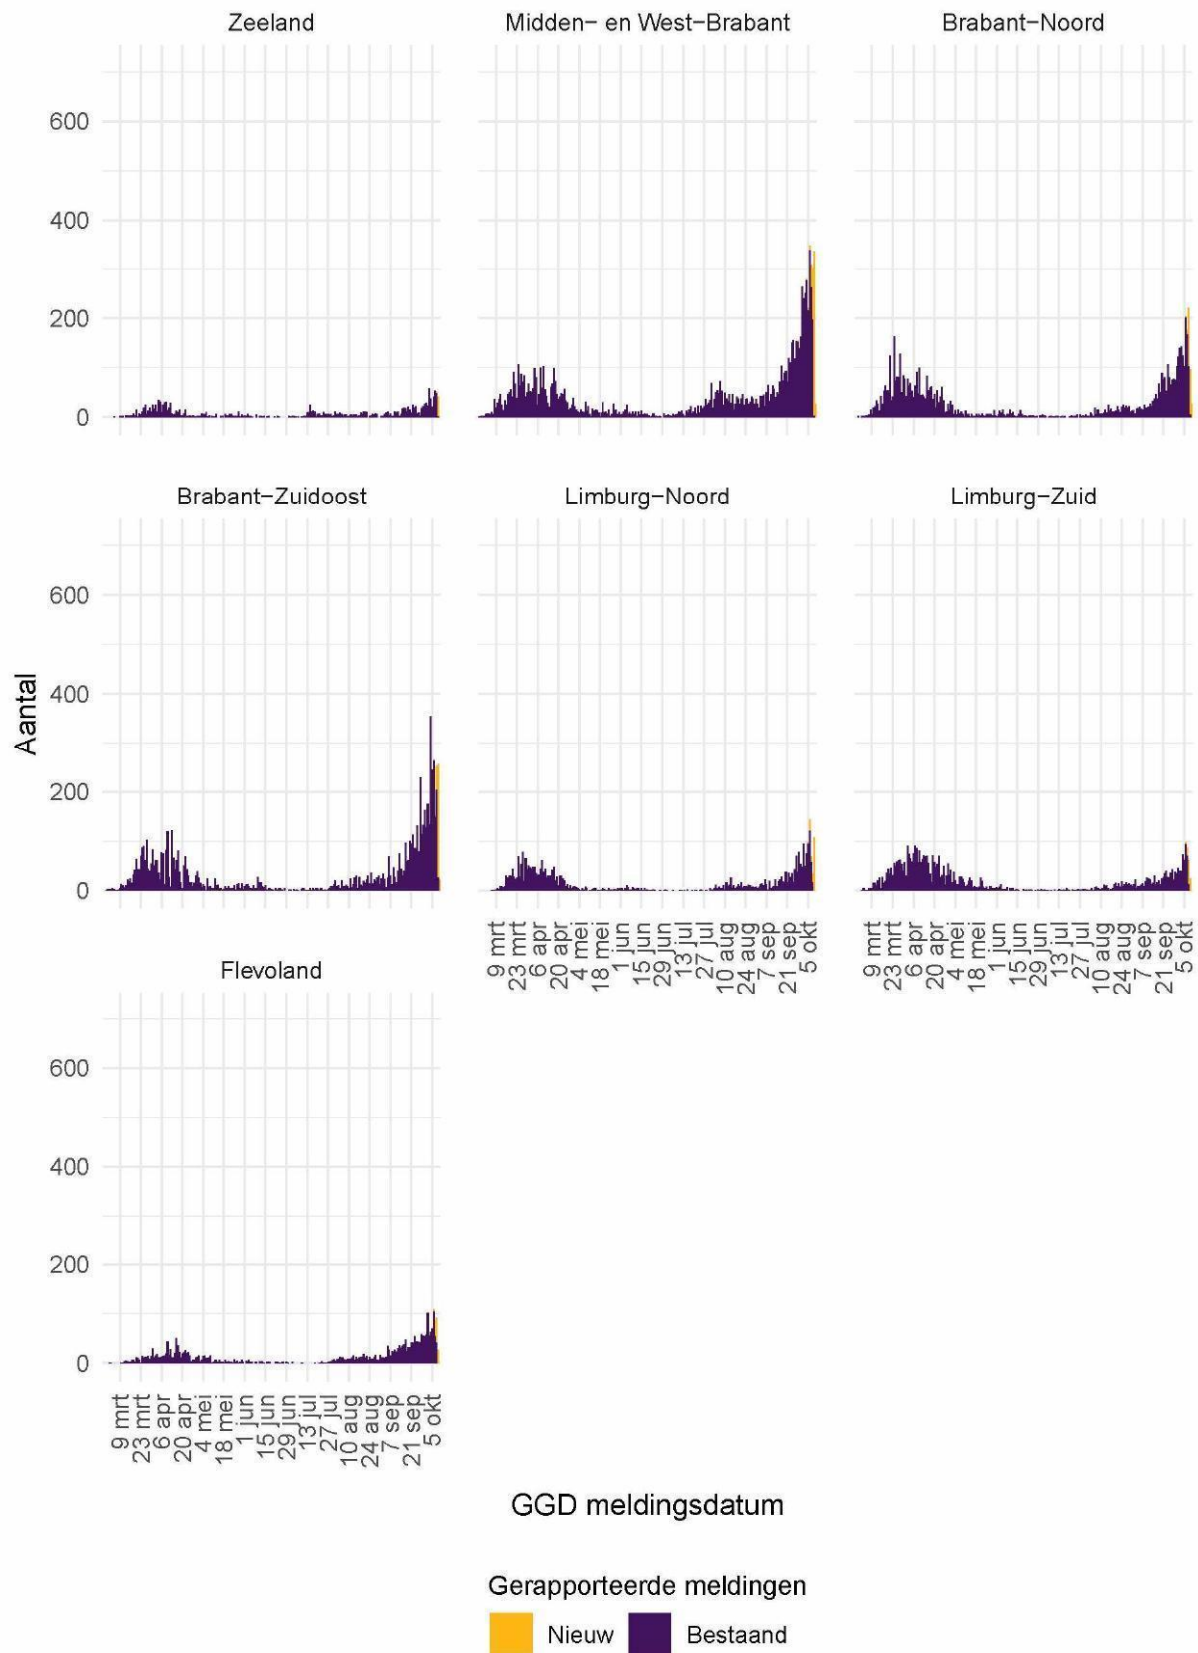 Zeeland
Midden- en West-Brabant
Brabant-Noord
600
400
200
0
Brabant-Zuidoost
Limburg-Noord
Limburg-Zuid
Aantal
600
400
200
0
9 mrt
23 mrt
6 apr
20 apr
4 mei
18 mei
1 jun
15 jun
29 jun
13 jul
27 jul
10 aug
24 aug
7 sep
21 sep
5 okt
9 mrt
23 mrt
6 apr
20 apr
4 mei
18 mei
1 jun
15 jun
29 jun
13 jul
27 jul
10 aug
24 aug
7 sep
21 sep
5 okt
Flevoland
600
400
200
0
9 mrt
23 mrt
6 apr
20 apr
4 mei
18 mei
1 jun
15 jun
29 jun
13 jul
27 jul
10 aug
24 aug
7 sep
21 sep
5 okt
GGD meldingsdatum
Gerapporteerde meldingen
Nieuw
Bestaand